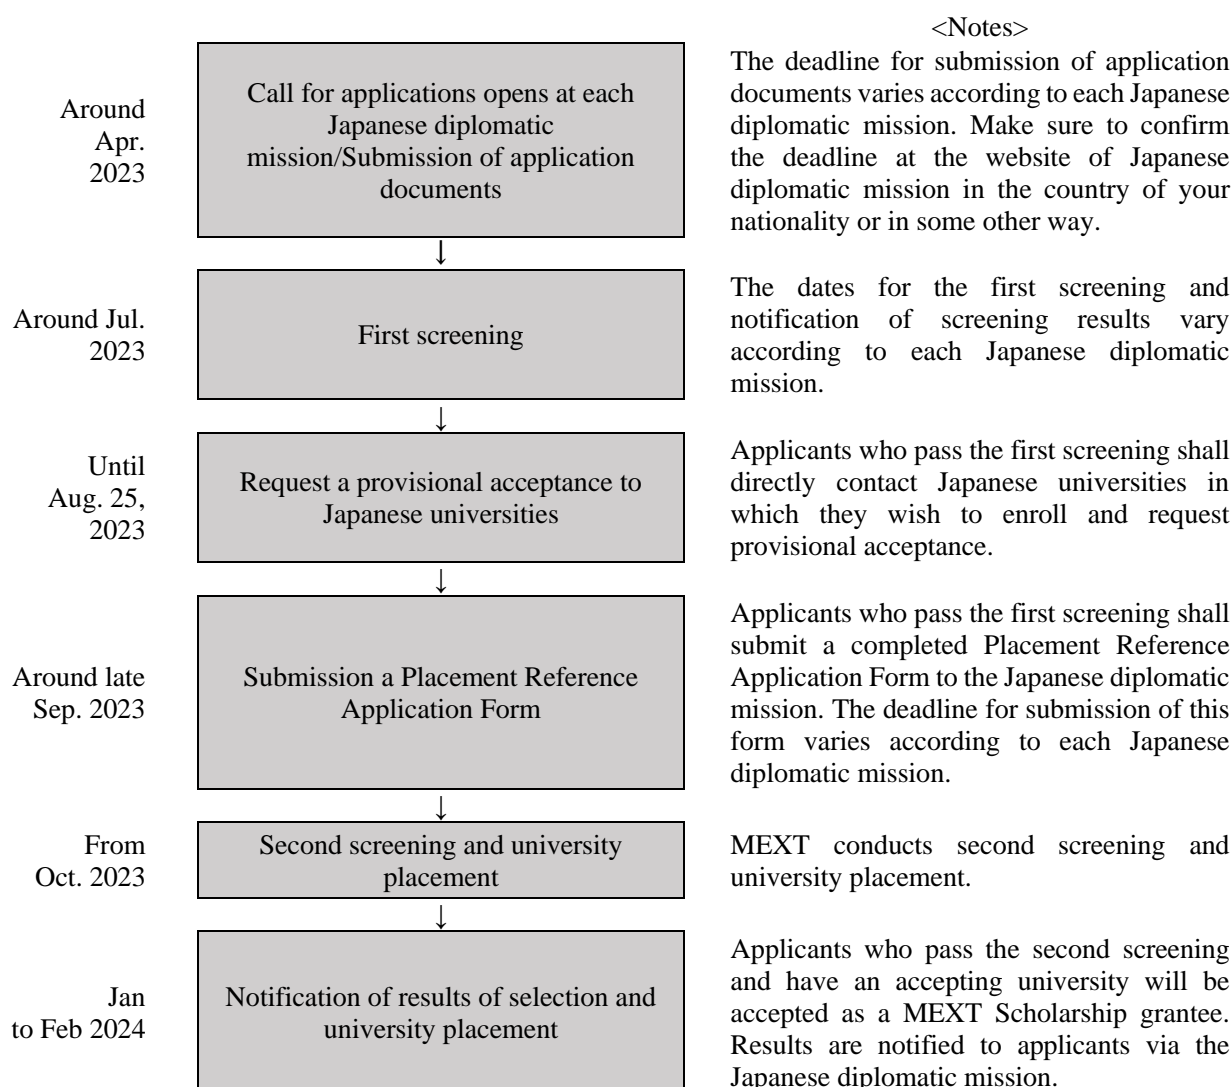 <Notes>
Around
Apr.
2023
Call for applications opens at each
Japanese diplomatic
mission/Submission of application
documents
The deadline for submission of application
documents varies according to each Japanese
diplomatic mission. Make sure to confirm
the deadline at the website of Japanese
diplomatic mission in the country of your
nationality or in some other way.
↓
Around Jul.
2023
First screening
The dates for the first screening and
notification of screening results vary
according to each Japanese diplomatic
mission.
↓
Until
Aug. 25,
2023
Request a provisional acceptance to
Japanese universities
Applicants who pass the first screening shall
directly contact Japanese universities in
which they wish to enroll and request
provisional acceptance.
↓
Around late
Sep. 2023
Submission a Placement Reference
Application Form
Applicants who pass the first screening shall
submit a completed Placement Reference
Application Form to the Japanese diplomatic
mission. The deadline for submission of this
form varies according to each Japanese
diplomatic mission.
↓
From
Oct. 2023
Second screening and university
placement
MEXT conducts second screening and
university placement.
↓
Jan
to Feb 2024
Notification of results of selection and
university placement
Applicants who pass the second screening
and have an accepting university will be
accepted as a MEXT Scholarship grantee.
Results are notified to applicants via the
Japanese diplomatic mission.